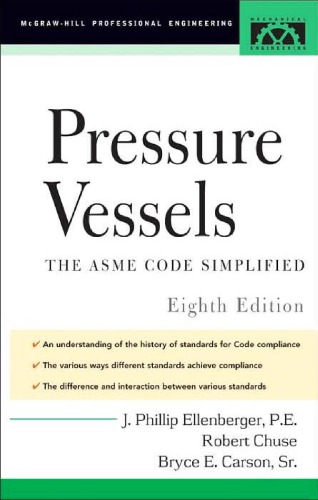 McGRAW-HILL PROFESSIONAL ENGINEERING
MECHANICAL
ENGINEERING
Pressure
Vessels
THE ASME CODE SIMPLIFIED
Eighth Edition
✓ An understanding of the history of standards for Code compliance
✓ The various ways different standards achieve compliance
✓ The difference and interaction between various standards
J. Phillip Ellenberger, P.E.
Robert Chuse
Bryce E. Carson, Sr.